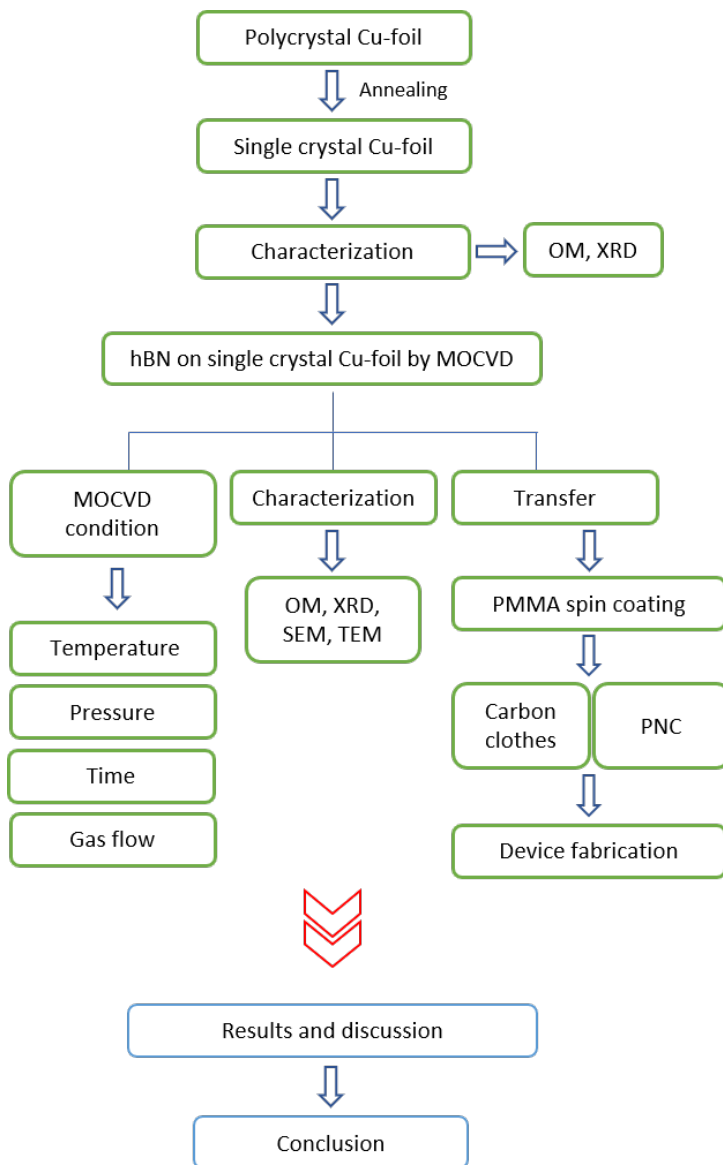 Polycrystal Cu-foil
Annealing
Single crystal Cu-foil
Characterization
OM, XRD
hBN on single crystal Cu-foil by MOCVD
MOCVD
condition
Temperature
Pressure
Time
Gas flow
Characterization
OM, XRD,
SEM, TEM
Transfer
PMMA spin coating
Carbon
clothes
PNC
Device fabrication
Results and discussion
Conclusion